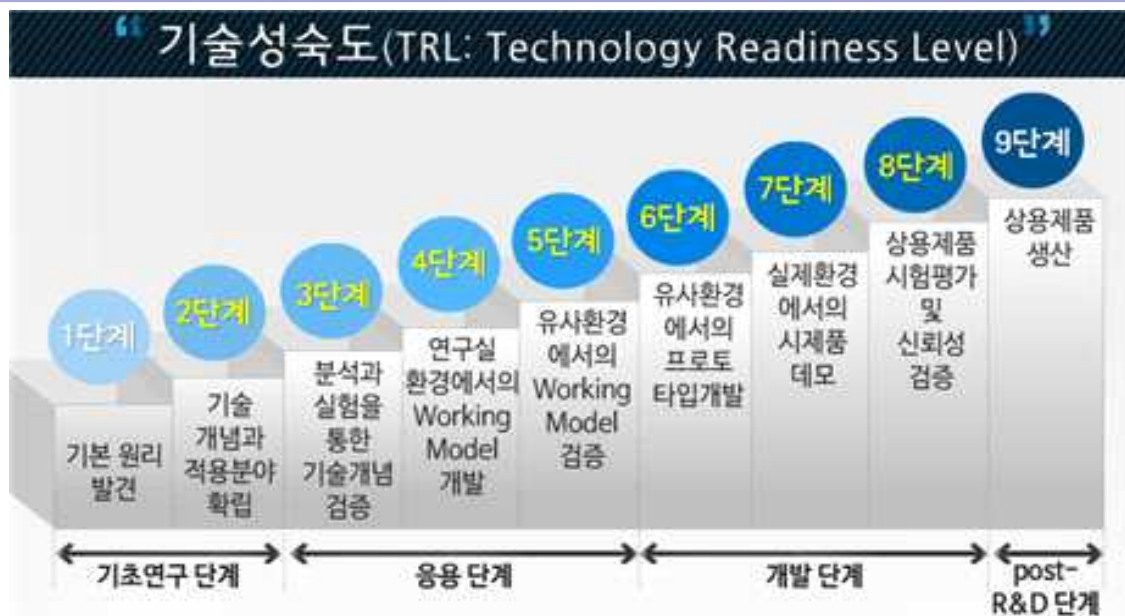 “ 기술성숙도(TRL: Technology Readiness Level) ”
1단계
기본 원리
발견
2단계
기술
개념과
적용분야
확립
3단계
분석과
실험을
통한
기술개념
검증
4단계
연구실
환경에서의
Working
Model
개발
5단계
유사환경
에서의
Working
Model
검증
6단계
유사환경
에서의
프로토
타입개발
7단계
실제환경
에서의
시제품
데모
8단계
상용제품
시험평가
및
신뢰성
검증
9단계
상용제품
생산
기초연구 단계
응용 단계
개발 단계
post-
R&D 단계